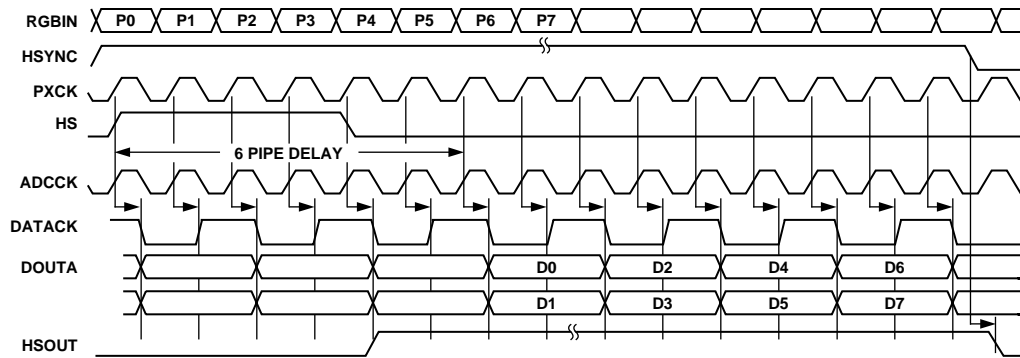 RGBIN P0 P1 P2 P3 P4 P5 P6 P7
HSYNC
PXCK
HS
6 PIPE DELAY
ADCCK
DATACK
DOUTA D0 D2 D4 D6
D1 D3 D5 D7
HSOUT